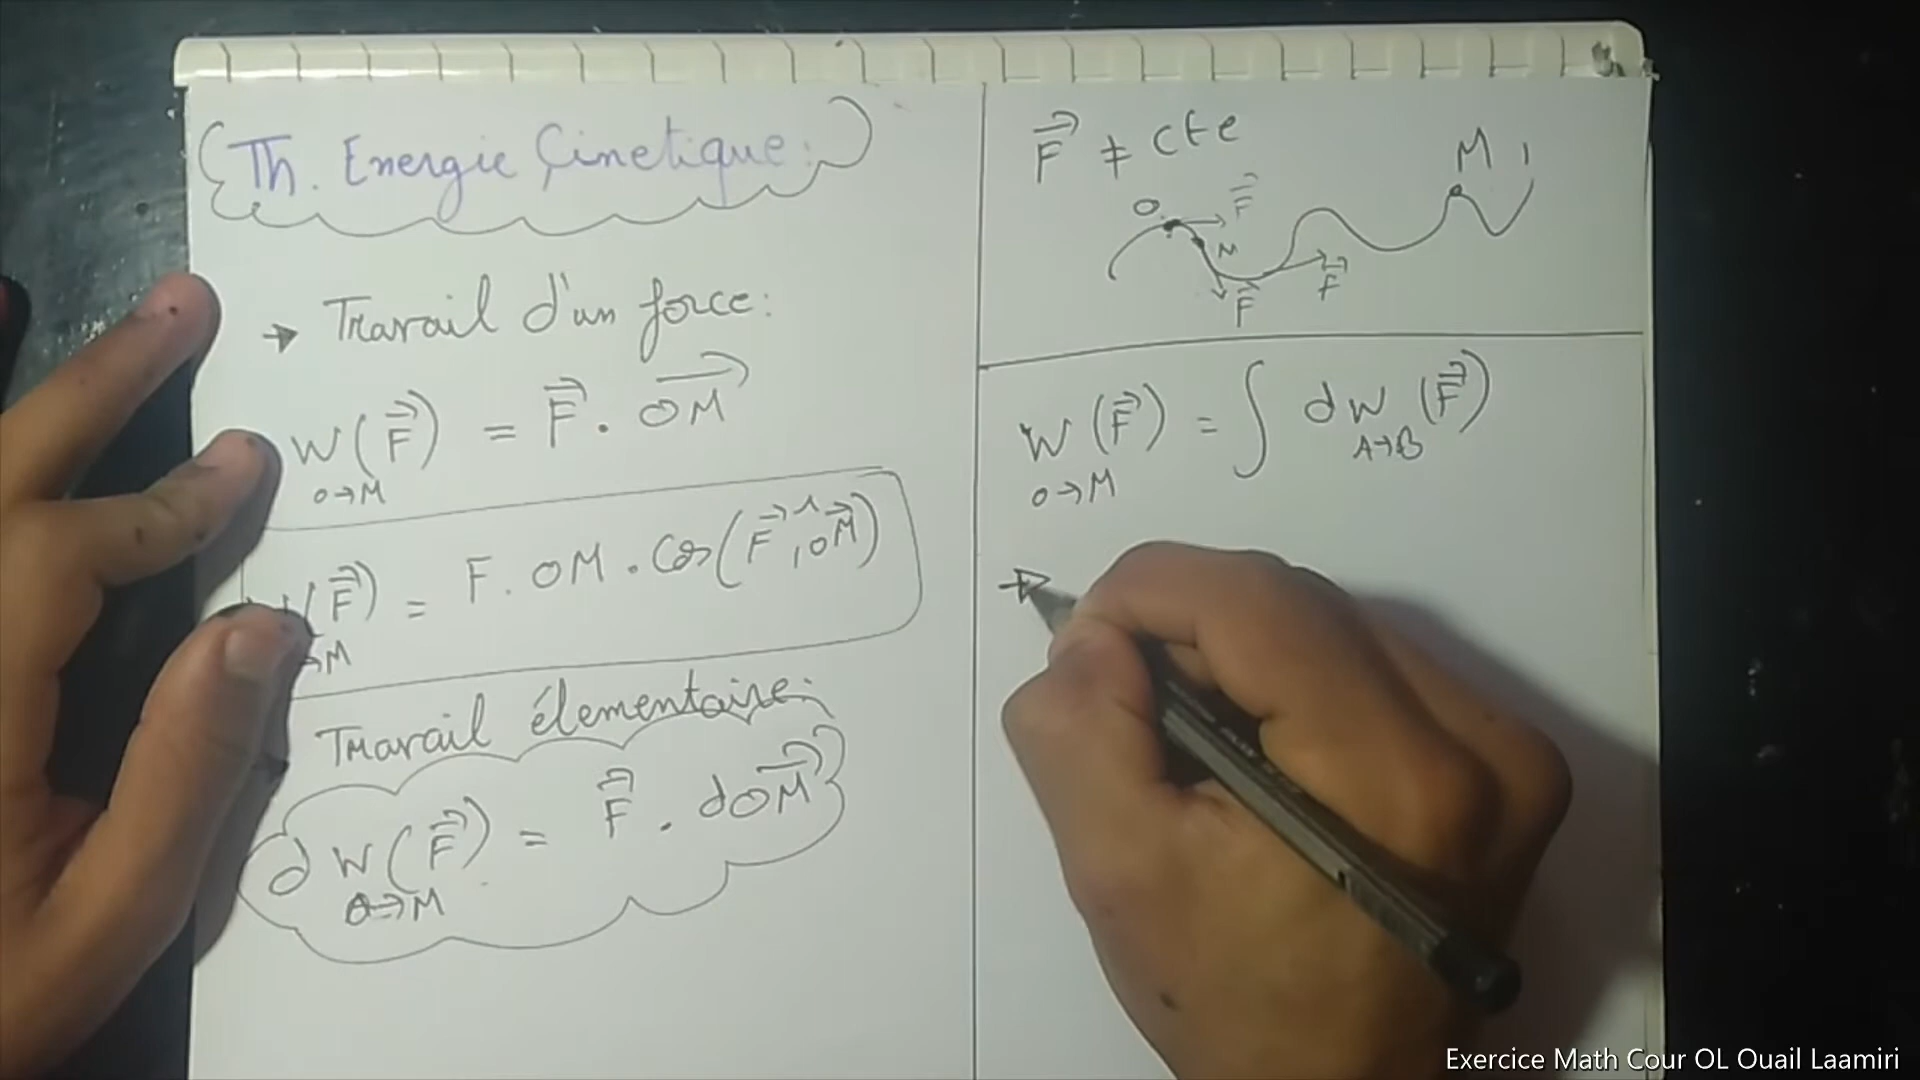 Th. Energie Cinetique:
→ Travail d'un force:
W(F⃗) = F⃗ . OM⃗
O→M
(F⃗) = F. OM . Cos(F⃗, OM⃗)
→M
Travail élementaire:
d W(F⃗) = F⃗ . dOM⃗
O→M
F⃗ ≠ cte
M
O F⃗
M
F⃗ F⃗
W (F⃗) = ∫ dW (F⃗)
O→M A→B
Exercice Math Cour OL Ouail Laamiri